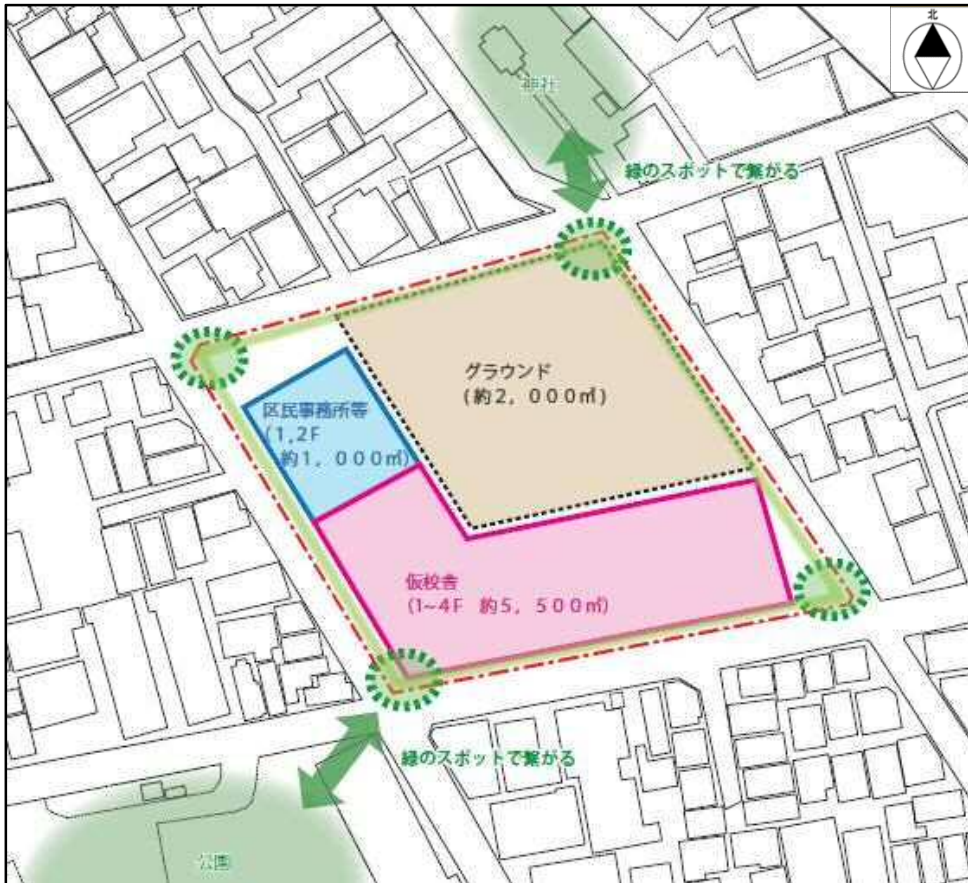 北
神社
緑のスポットで繋がる
グラウンド
(約2,000㎡)
区民事務所等
(1,2F
約1,000㎡)
仮校舎
(1~4F 約5,500㎡)
緑のスポットで繋がる
公園